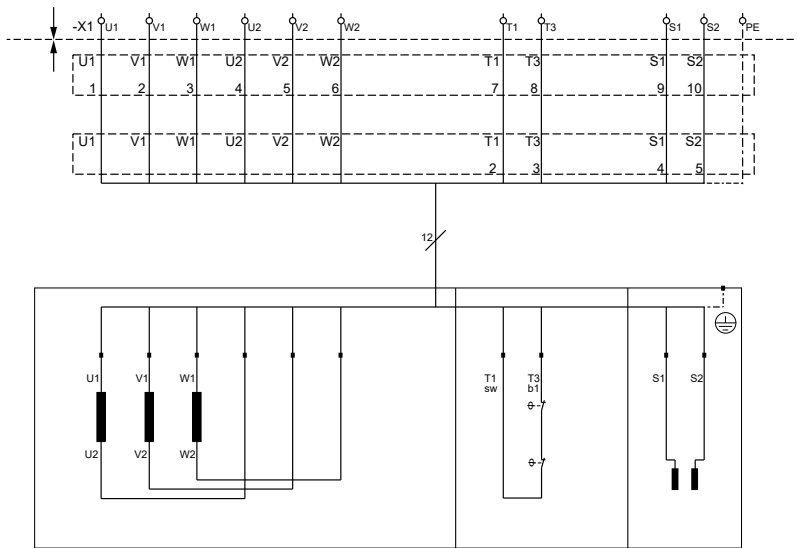 -X1 U1 V1 W1 U2 V2 W2 T1 T3 S1 S2 PE
U1 V1 W1 U2 V2 W2 T1 T3 S1 S2
1 2 3 4 5 6 7 8 9 10
U1 V1 W1 U2 V2 W2 T1 T3 S1 S2
2 3 4 5
12
U1 V1 W1 T1 T3 S1 S2
sw b1
U2 V2 W2